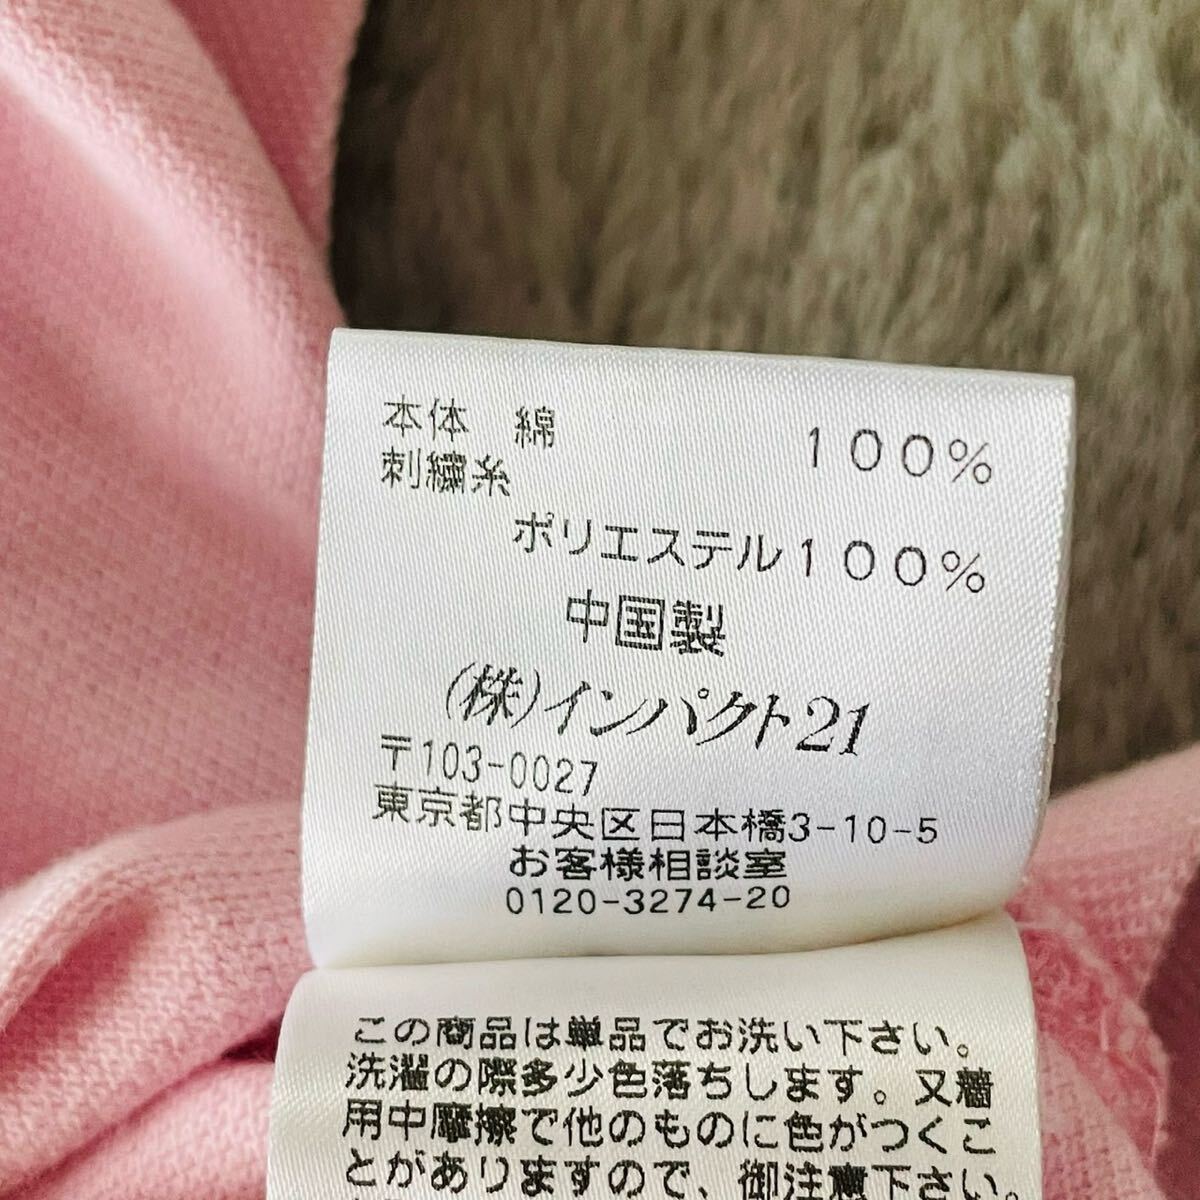 本体 綿 100%
刺繍糸
ポリエステル100%
中国製
(株)インパクト21
〒103-0027
東京都中央区日本橋3-10-5
お客様相談室
0120-3274-20
この商品は単品でお洗い下さい。
洗濯の際多少色落ちします。又着
用中摩擦で他のものに色がつくこ
とがありますので、御注意下さい。